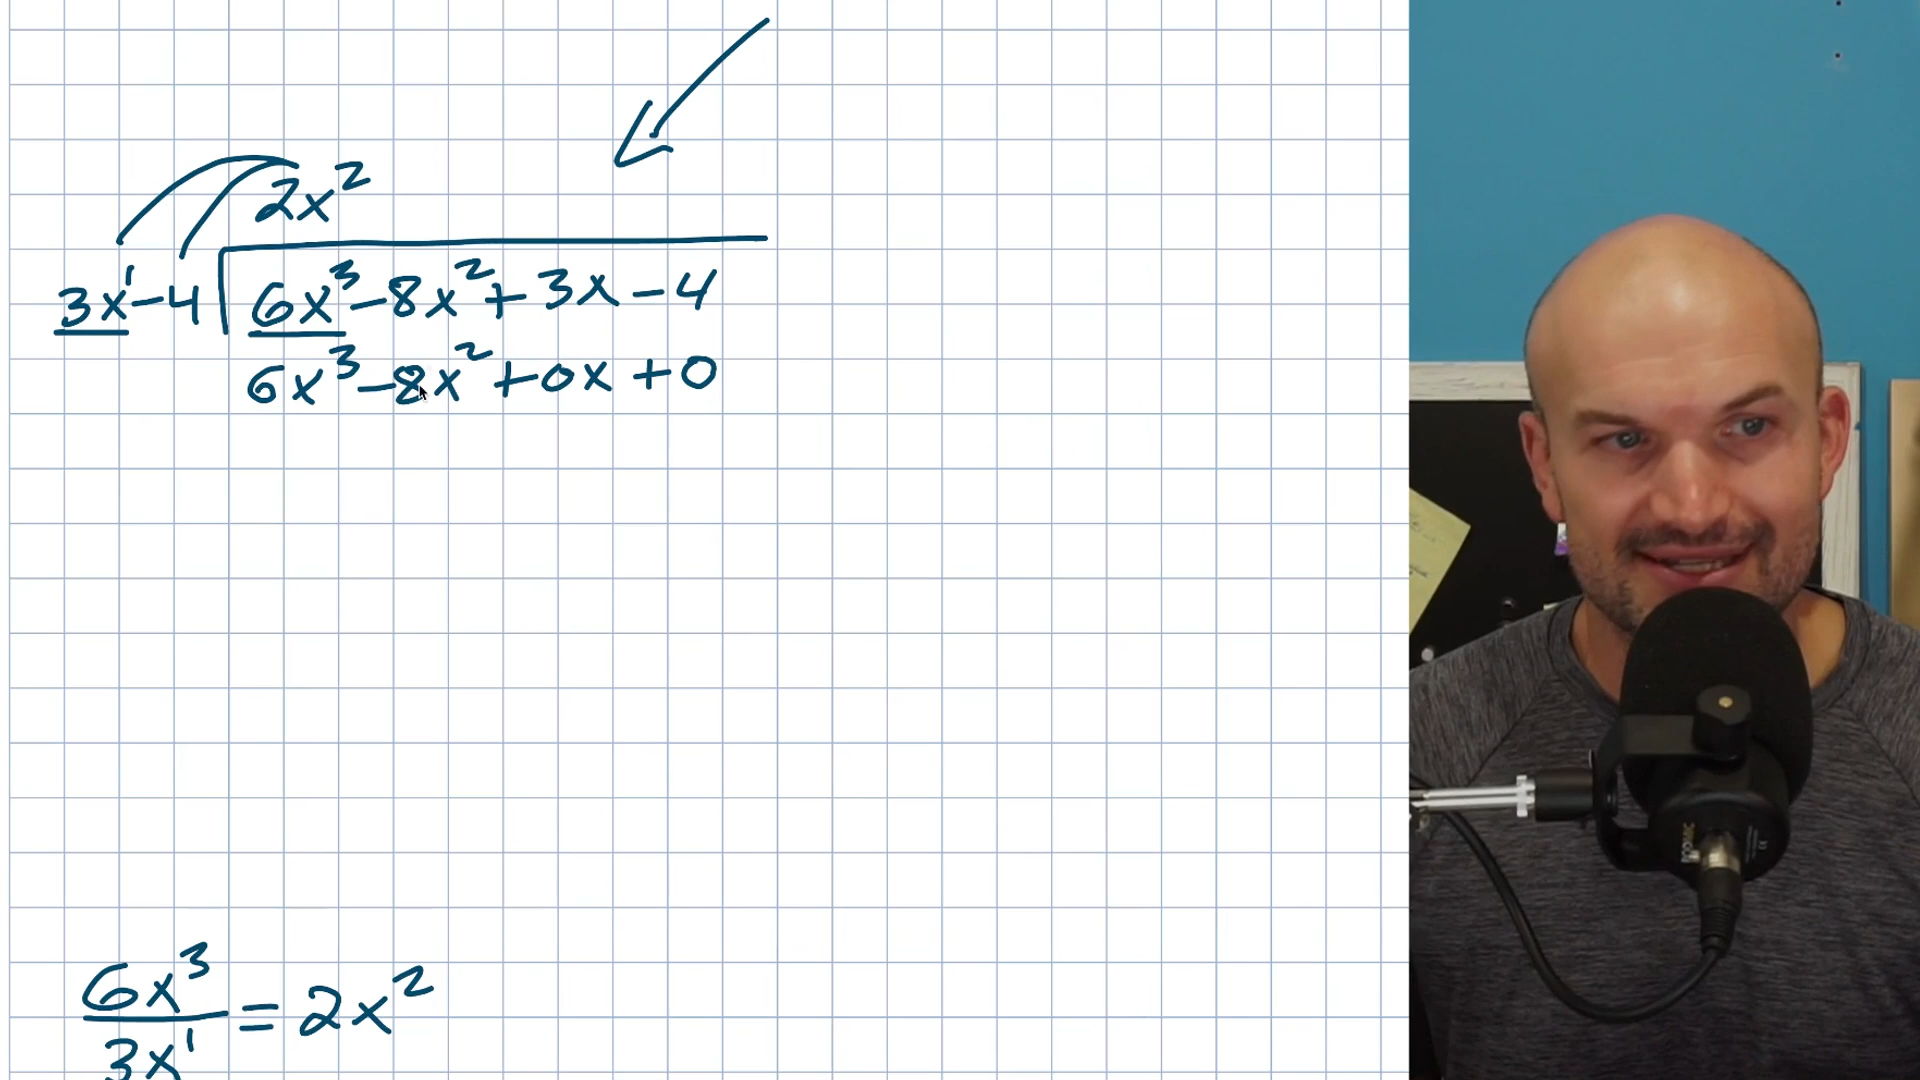 2x²
3x¹-4 6x³-8x²+3x-4
6x³-8x²+0x+0
6x³
3x¹
= 2x²